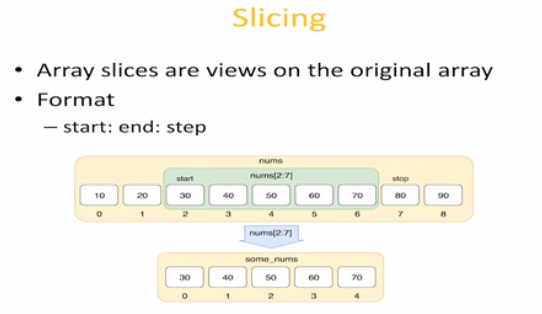 Slicing
• Array slices are views on the original array
• Format
– start: end: step
nums
start nums[2:7] stop
10 20 30 40 50 60 70 80 90
0 1 2 3 4 5 6 7 8
nums[2:7]
some_nums
30 40 50 60 70
0 1 2 3 4